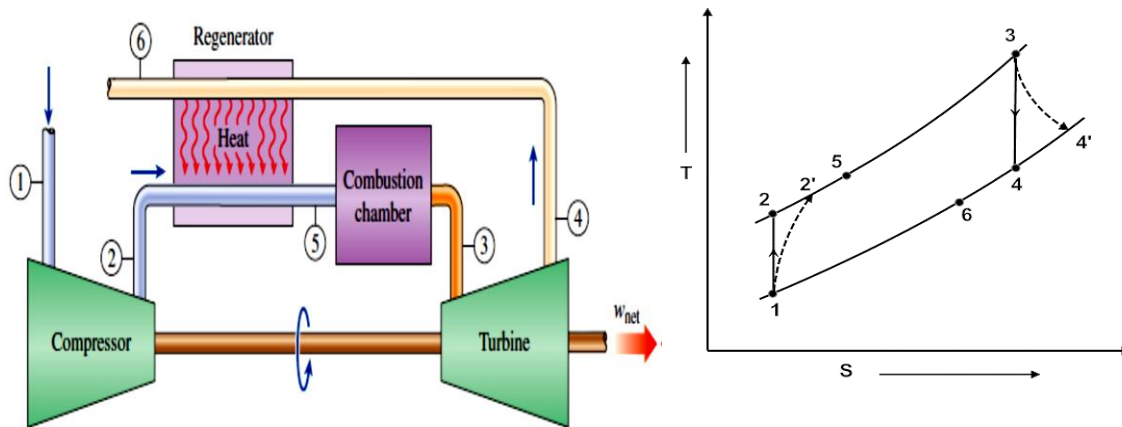 6
Regenerator
Heat
1
Combustion
chamber
2
5
3
4
Compressor
Turbine
w_net
3
T
5
2'
2
4'
4
6
1
S